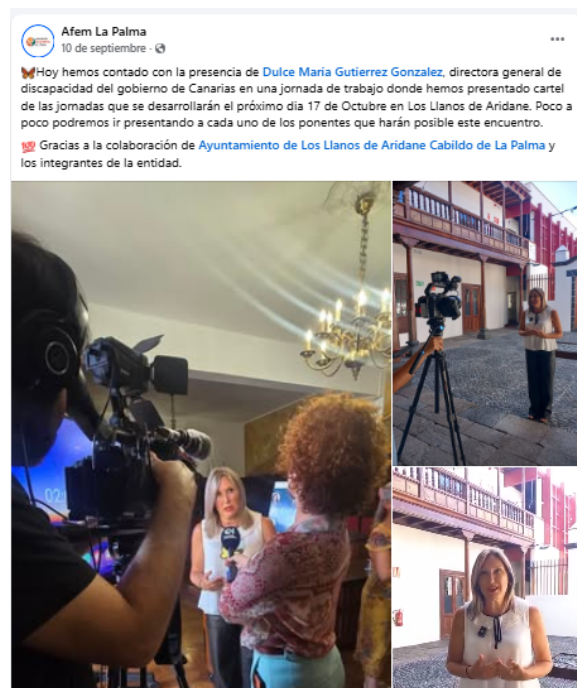 Afem La Palma
10 de septiembre ·
🦋Hoy hemos contado con la presencia de Dulce Maria Gutierrez Gonzalez, directora general de
discapacidad del gobierno de Canarias en una jornada de trabajo donde hemos presentado cartel
de las jornadas que se desarrollarán el próximo dia 17 de Octubre en Los Llanos de Aridane. Poco a
poco podremos ir presentando a cada uno de los ponentes que harán posible este encuentro.
💯 Gracias a la colaboración de Ayuntamiento de Los Llanos de Aridane Cabildo de La Palma y
los integrantes de la entidad.